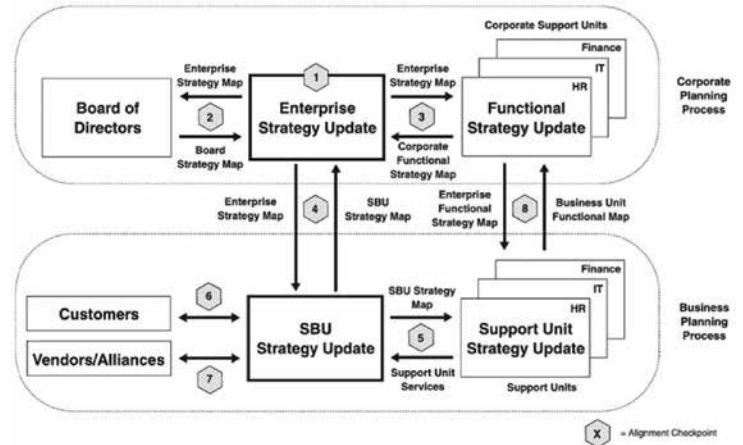 Corporate Support Units
Finance
IT
HR
Functional
Strategy Update
Corporate
Planning
Process
1
Enterprise
Strategy Update
Enterprise
Strategy Map
2
Board
Strategy Map
Board of
Directors
Enterprise
Strategy Map
3
Corporate
Functional
Strategy Map
Enterprise
Strategy Map
4
SBU
Strategy Map
Enterprise
Functional
Strategy Map
8
Business Unit
Functional Map
Customers
6
Vendors/Alliances
7
SBU
Strategy Update
SBU Strategy
Map
5
Support Unit
Services
Finance
IT
HR
Support Unit
Strategy Update
Support Units
Business
Planning
Process
X = Alignment Checkpoint